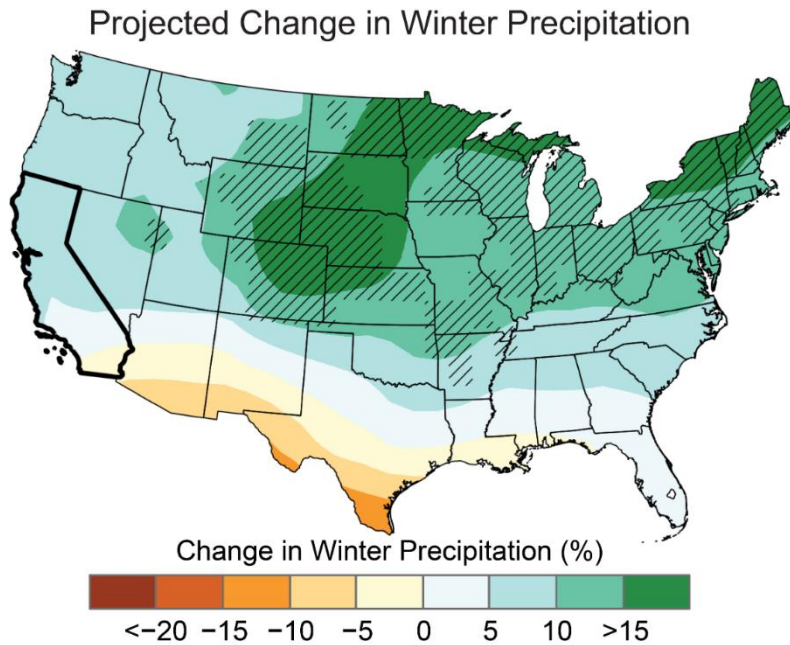 Projected Change in Winter Precipitation
Change in Winter Precipitation (%)
<−20 −15 −10 −5 0 5 10 >15